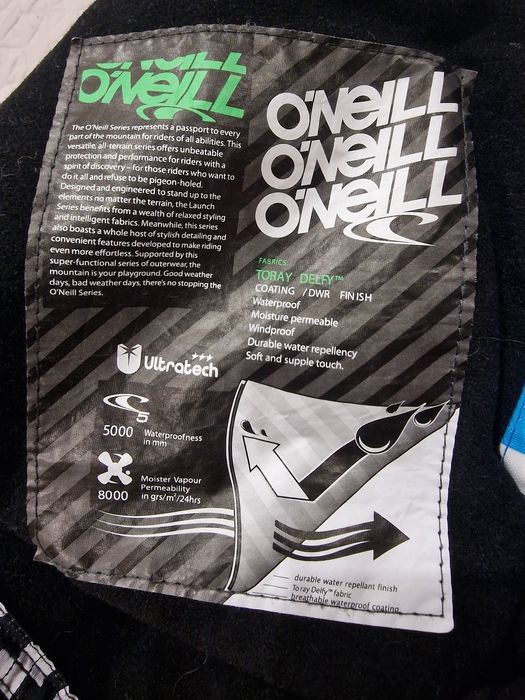 O'NEILL
O'NEILL
The O'Neill Series represents a passport to every
part of the mountain for riders of all abilities. This
versatile, all-terrain series offers unbeatable
protection and performance for riders with a
spirit of discovery – for those riders who want to
do it all and refuse to be pigeon-holed.
Designed and engineered to stand up to the
elements no matter the terrain, the Launch
Series benefits from a wealth of relaxed styling
and intelligent fabrics. Meanwhile, this series
also boasts a whole host of stylish detailing and
convenient features developed to make riding
even more effortless. Supported by this
super-functional series of outerwear, the
mountain is your playground. Good weather
days, bad weather days, there's no stopping the
O'Neill Series.
O'NEILL
O'NEILL
O'NEILL
FABRICS:
TORAY DELFY™
COATING / DWR FINISH
Waterproof
Moisture permeable
Windproof
Durable water repellency
Soft and supple touch.
Ultratech
5
5000 Waterproofness
in mm
8000 Moister Vapour
Permeability
in grs/m²/24hrs
durable water repellant finish
Toray Delfy™ fabric
breathable waterproof coating